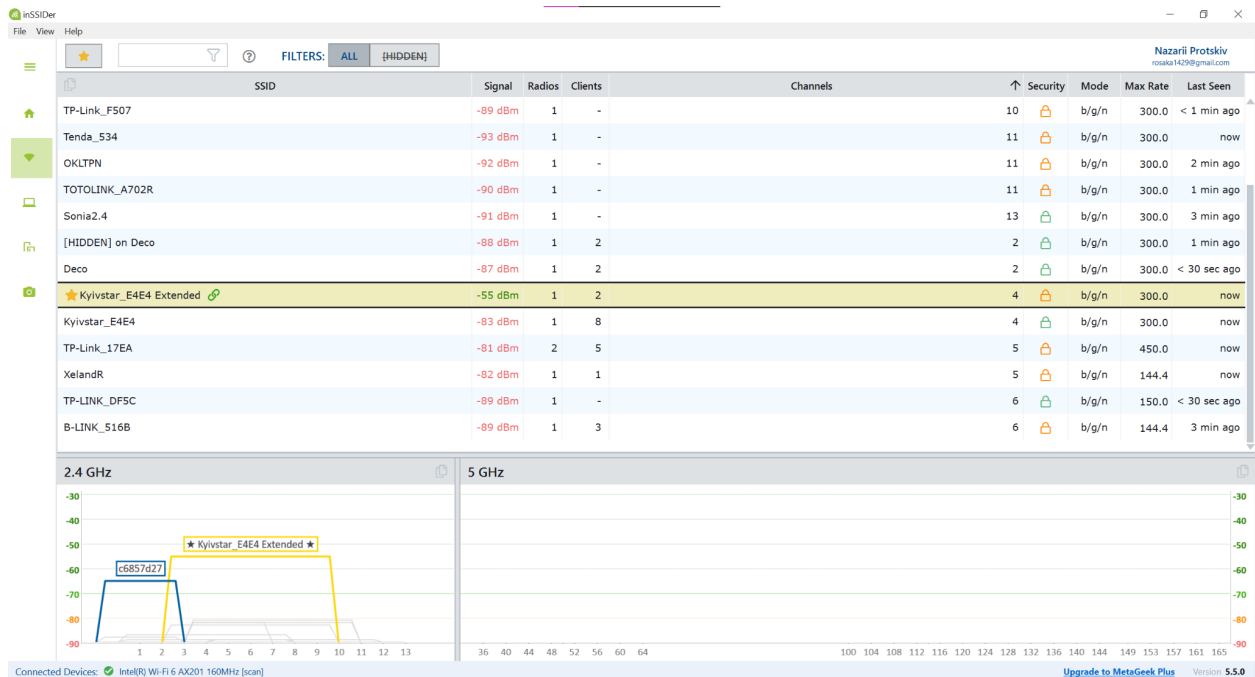 inSSIDer
File View Help
FILTERS: ALL [HIDDEN]
Nazarii Protskiv
rosaka1429@gmail.com
SSID Signal Radios Clients Channels Security Mode Max Rate Last Seen
TP-Link_F507 -89 dBm 1 - 10 b/g/n 300.0 < 1 min ago
Tenda_534 -93 dBm 1 - 11 b/g/n 300.0 now
OKLTPN -92 dBm 1 - 11 b/g/n 300.0 2 min ago
TOTOLINK_A702R -90 dBm 1 - 11 b/g/n 300.0 1 min ago
Sonia2.4 -91 dBm 1 - 13 b/g/n 300.0 3 min ago
[HIDDEN] on Deco -88 dBm 1 2 2 b/g/n 300.0 1 min ago
Deco -87 dBm 1 2 2 b/g/n 300.0 < 30 sec ago
Kyivstar_E4E4 Extended -55 dBm 1 2 4 b/g/n 300.0 now
Kyivstar_E4E4 -83 dBm 1 8 4 b/g/n 300.0 now
TP-Link_17EA -81 dBm 2 5 5 b/g/n 450.0 now
XelandR -82 dBm 1 1 5 b/g/n 144.4 now
TP-LINK_DF5C -89 dBm 1 - 6 b/g/n 150.0 < 30 sec ago
B-LINK_516B -89 dBm 1 3 6 b/g/n 144.4 3 min ago
2.4 GHz 5 GHz
-30 -30
-40 -40
-50 ★ Kyivstar_E4E4 Extended ★ -50
-60 c6857d27 -60
-70 -70
-80 -80
-90 -90
1 2 3 4 5 6 7 8 9 10 11 12 13 36 40 44 48 52 56 60 64 100 104 108 112 116 120 124 128 132 136 140 144 149 153 157 161 165
Connected Devices: Intel(R) Wi-Fi 6 AX201 160MHz [scan] Upgrade to MetaGeek Plus Version 5.5.0